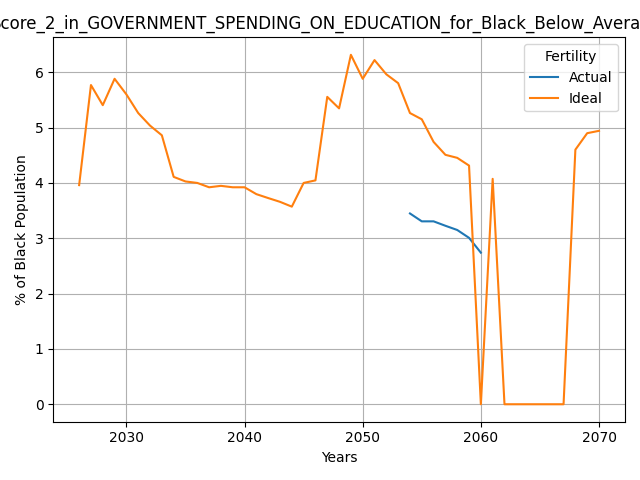 core_2_in_GOVERNMENT_SPENDING_ON_EDUCATION_for_Black_Below_Avera
Fertility
Actual
Ideal
% of Black Population
6
5
4
3
2
1
0
2030 2040 2050 2060 2070
Years